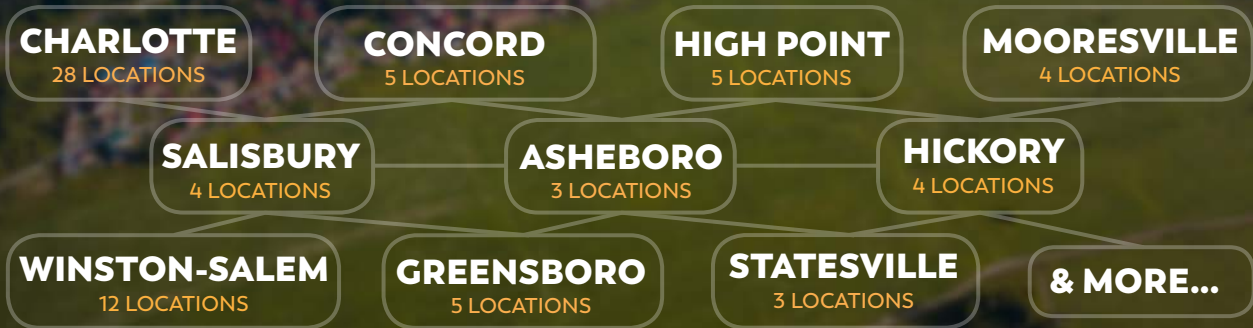 CHARLOTTE
28 LOCATIONS
CONCORD
5 LOCATIONS
HIGH POINT
5 LOCATIONS
MOORESVILLE
4 LOCATIONS
SALISBURY
4 LOCATIONS
ASHEBORO
3 LOCATIONS
HICKORY
4 LOCATIONS
WINSTON-SALEM
12 LOCATIONS
GREENSBORO
5 LOCATIONS
STATESVILLE
3 LOCATIONS
& MORE...